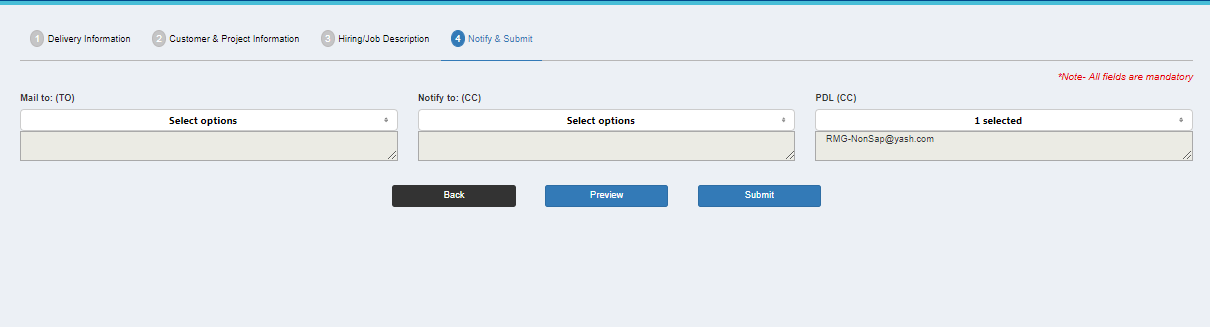 1 Delivery Information 2 Customer & Project Information 3 Hiring/Job Description 4 Notify & Submit
*Note- All fields are mandatory
Mail to: (TO) Notify to: (CC) PDL (CC)
Select options Select options 1 selected
RMG-NonSap@yash.com
Back Preview Submit